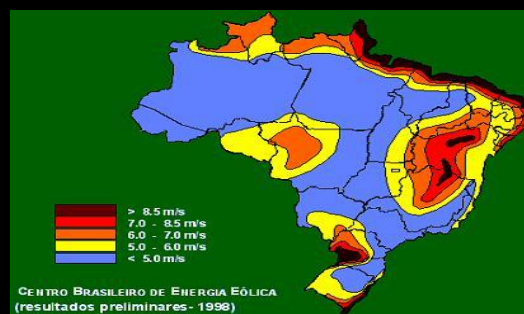 > 8.5 m/s
7.0 - 8.5 m/s
6.0 - 7.0 m/s
5.0 - 6.0 m/s
< 5.0 m/s
CENTRO BRASILEIRO DE ENERGIA EÓLICA
(resultados preliminares- 1998)